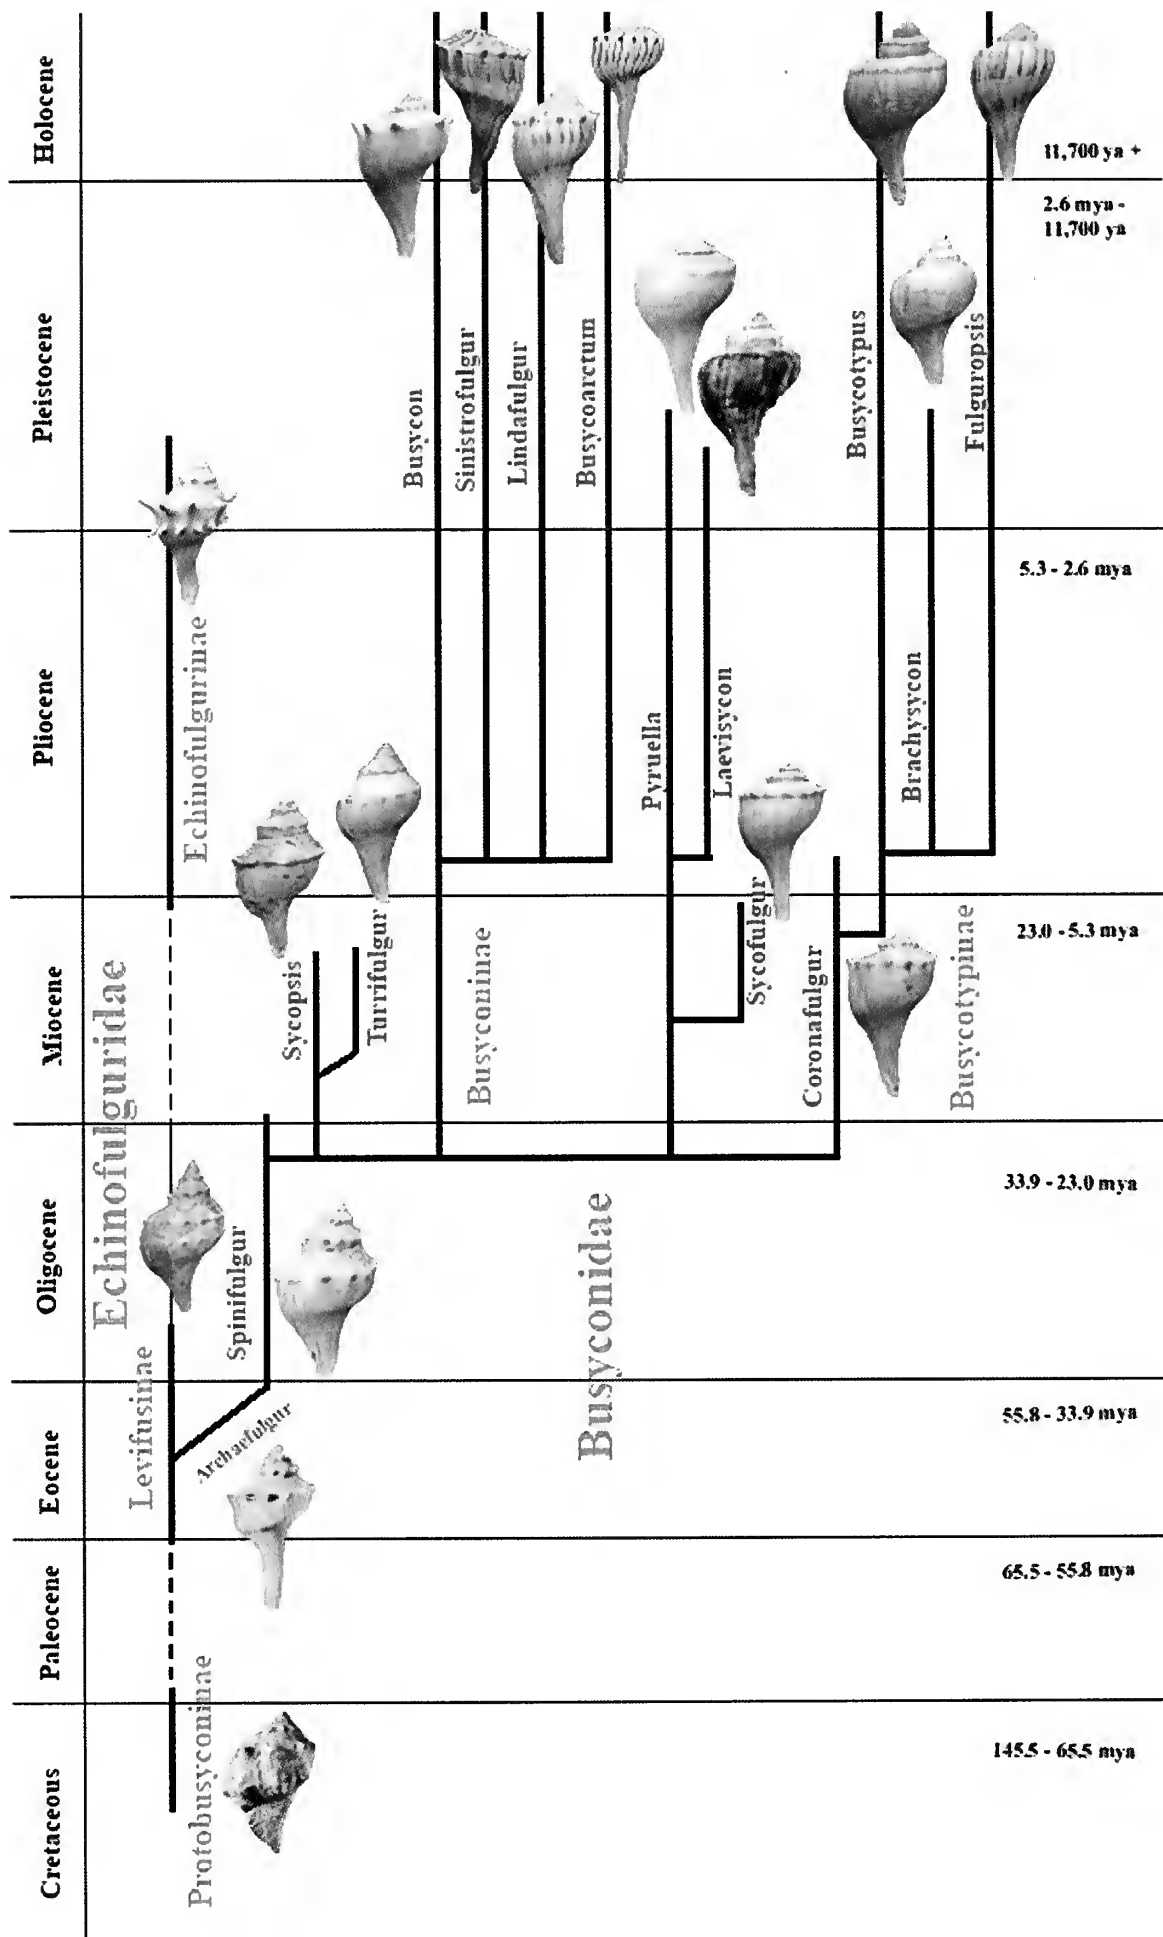 Holocene
11,700 ya +
2.6 mya -
11,700 ya
Pleistocene
Busycon
Sinistrofulgur
Lindafulgur
Busycoarctum
Busycotypus
Fulguropsis
5.3 - 2.6 mya
Pliocene
Echinofulgurinae
Pyruella
Laevisycon
Brachysycon
23.0 - 5.3 mya
Miocene
Echinofulguridae
Sycopsis
Turrifulgur
Busyconinae
Sycofulgur
Coronafulgur
Busycotypinae
33.9 - 23.0 mya
Oligocene
Spinifulgur
Busyconidae
Levifusinae
55.8 - 33.9 mya
Eocene
Archaefulgur
65.5 - 55.8 mya
Paleocene
Protobusyconinae
145.5 - 65.5 mya
Cretaceous